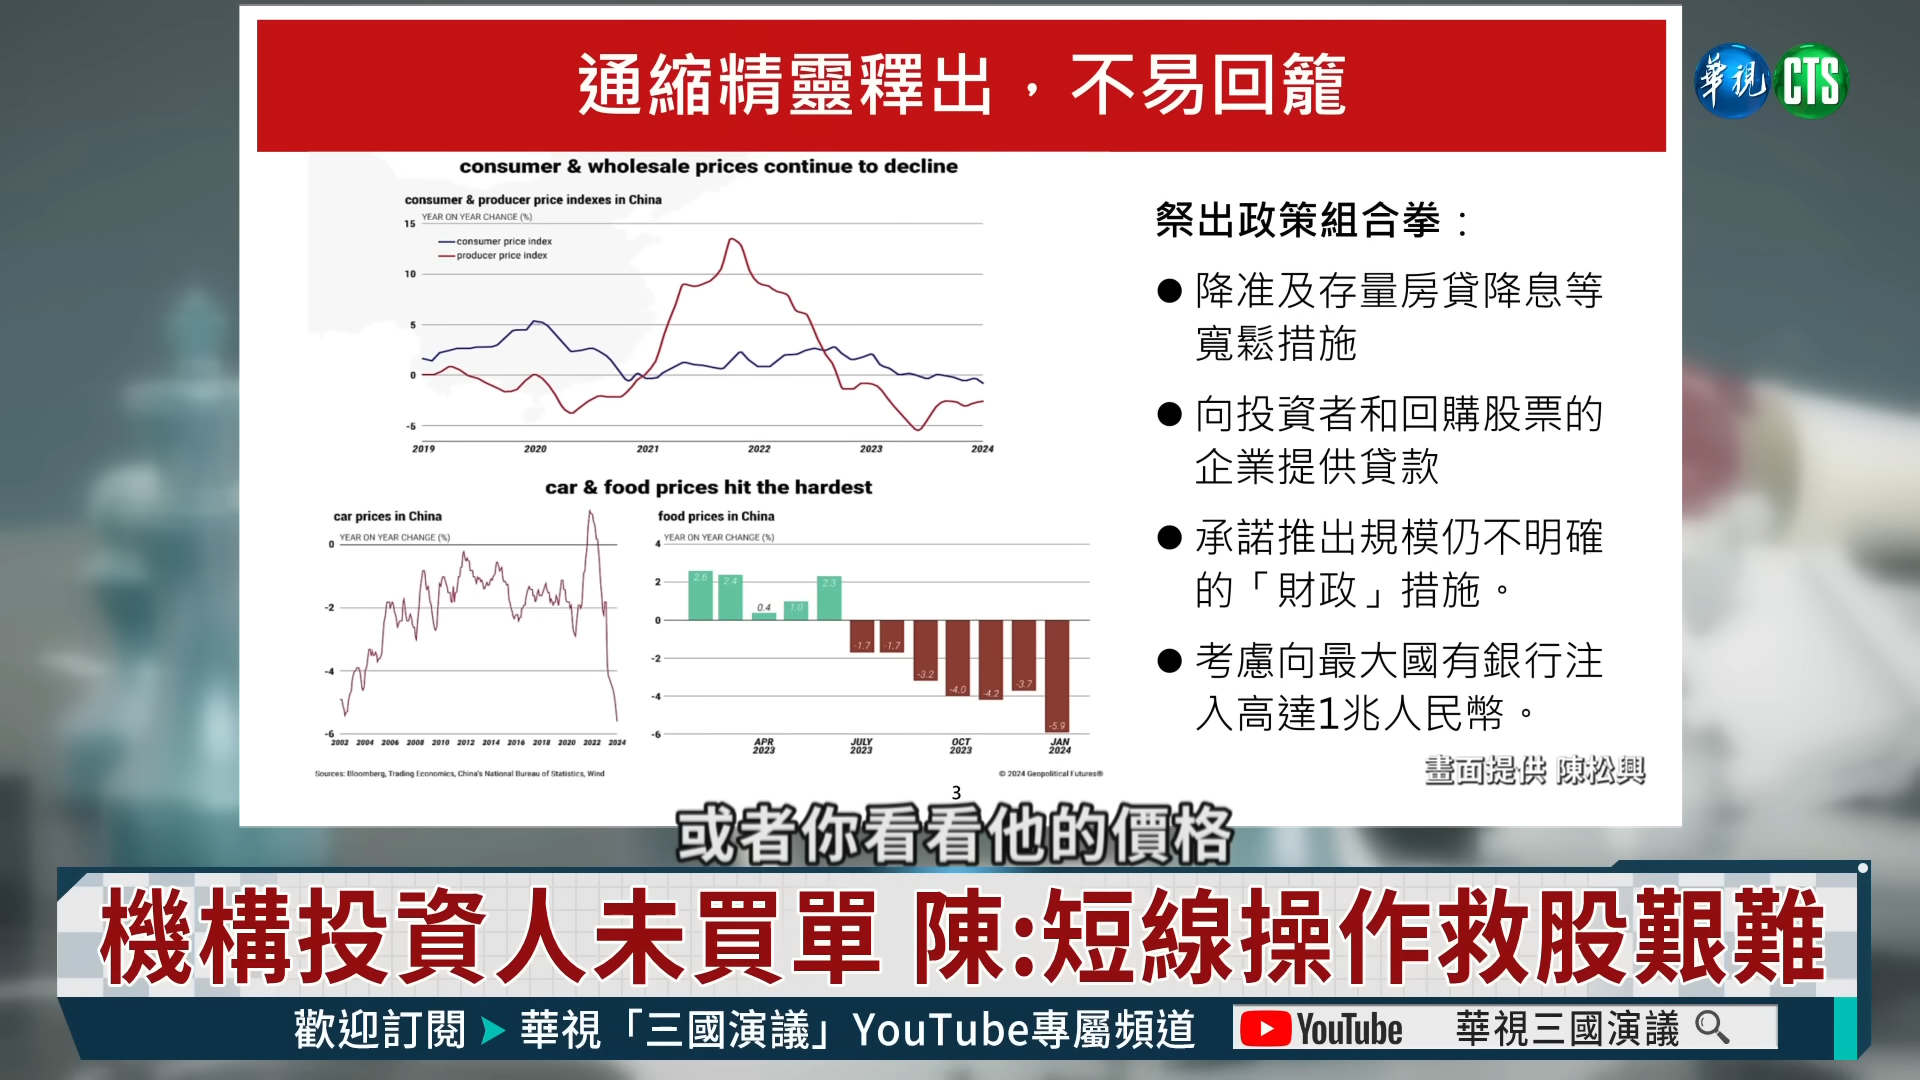 通縮精靈釋出，不易回籠
華視 CTS
consumer & wholesale prices continue to decline
consumer & producer price indexes in China
YEAR ON YEAR CHANGE (%)
consumer price index
producer price index
15
10
5
0
-5
2019 2020 2021 2022 2023 2024
car & food prices hit the hardest
car prices in China
YEAR ON YEAR CHANGE (%)
0
-2
-4
-6
2002 2004 2006 2008 2010 2012 2014 2016 2018 2020 2022 2024
food prices in China
YEAR ON YEAR CHANGE (%)
4
2
0
-2
-4
-6
2.6 2.4 0.4 1.0 2.3 -1.7 -1.7 -3.2 -4.0 -4.2 -3.7 -5.9
APR 2023 JULY 2023 OCT 2023 JAN 2024
Sources: Bloomberg, Trading Economics, China's National Bureau of Statistics, Wind
© 2024 Geopolitical Futures®
3
祭出政策組合拳：
● 降准及存量房貸降息等
寬鬆措施
● 向投資者和回購股票的
企業提供貸款
● 承諾推出規模仍不明確
的「財政」措施。
● 考慮向最大國有銀行注
入高達1兆人民幣。
畫面提供 陳松興
或者你看看他的價格
機構投資人未買單 陳:短線操作救股艱難
歡迎訂閱 華視「三國演議」YouTube專屬頻道
YouTube 華視三國演議